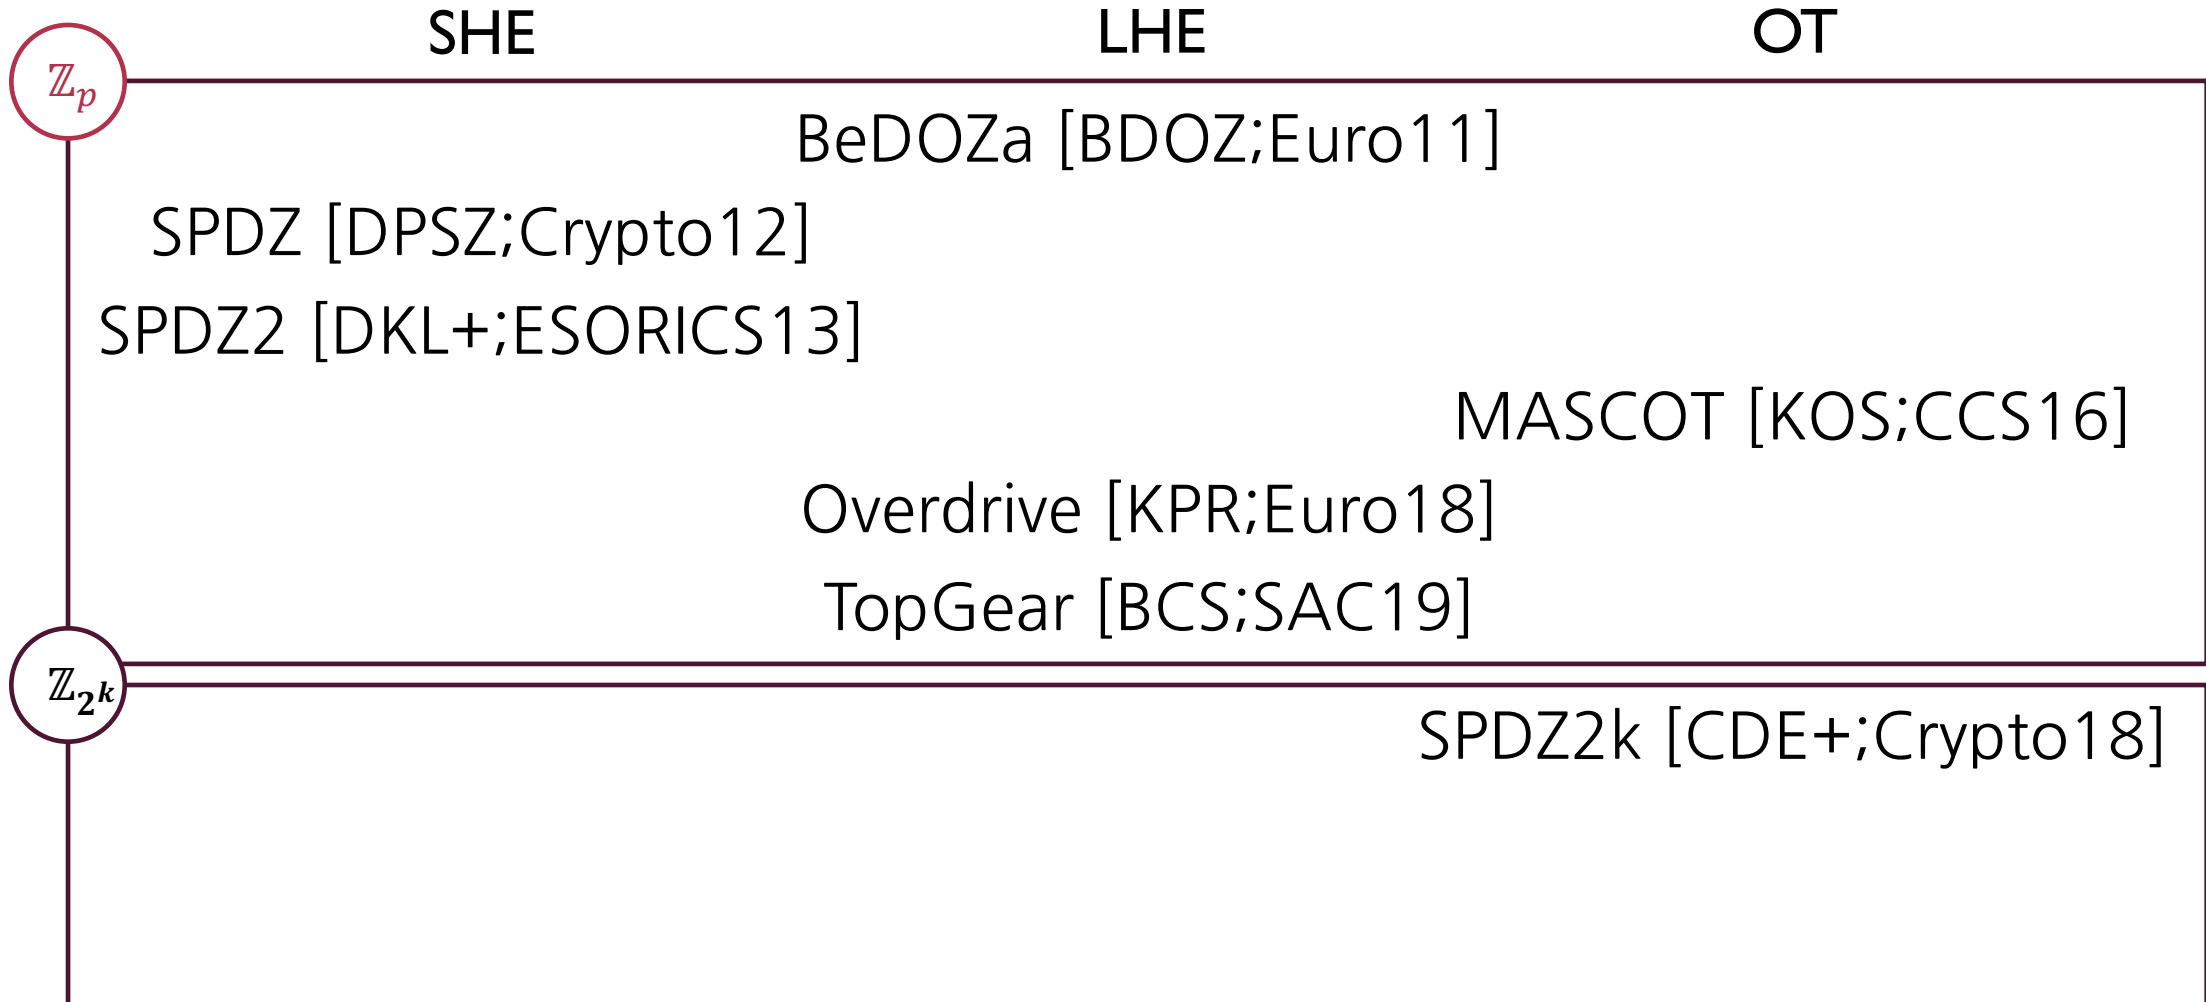 SHE LHE OT
ℤ𝑝
BeDOZa [BDOZ;Euro11]
SPDZ [DPSZ;Crypto12]
SPDZ2 [DKL+;ESORICS13]
MASCOT [KOS;CCS16]
Overdrive [KPR;Euro18]
TopGear [BCS;SAC19]
ℤ2^k
SPDZ2k [CDE+;Crypto18]